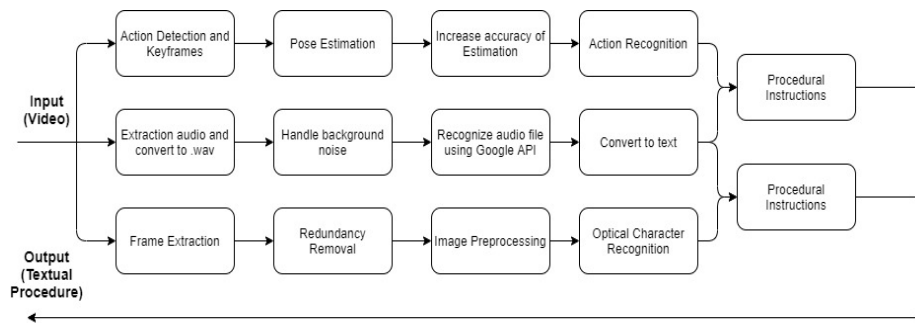 Action Detection and
Keyframes
Pose Estimation
Increase accuracy of
Estimation
Action Recognition
Procedural
Instructions
Input
(Video)
Extraction audio and
convert to .wav
Handle background
noise
Recognize audio file
using Google API
Convert to text
Procedural
Instructions
Frame Extraction
Redundancy
Removal
Image Preprocessing
Optical Character
Recognition
Output
(Textual
Procedure)